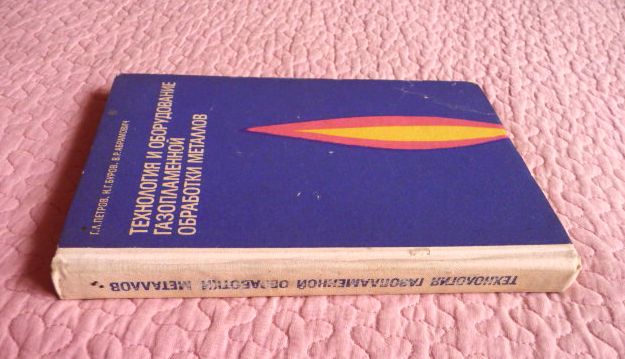 Г.Л.ПЕТРОВ, Н.Г.БУРОВ, В.Р.АБРАМОВИЧ
ТЕХНОЛОГИЯ И ОБОРУДОВАНИЕ
ГАЗОПЛАМЕННОЙ
ОБРАБОТКИ МЕТАЛЛОВ
ТЕХНОЛОГИЯ ГАЗОПЛАМЕННОЙ ОБРАБОТКИ МЕТАЛЛОВ